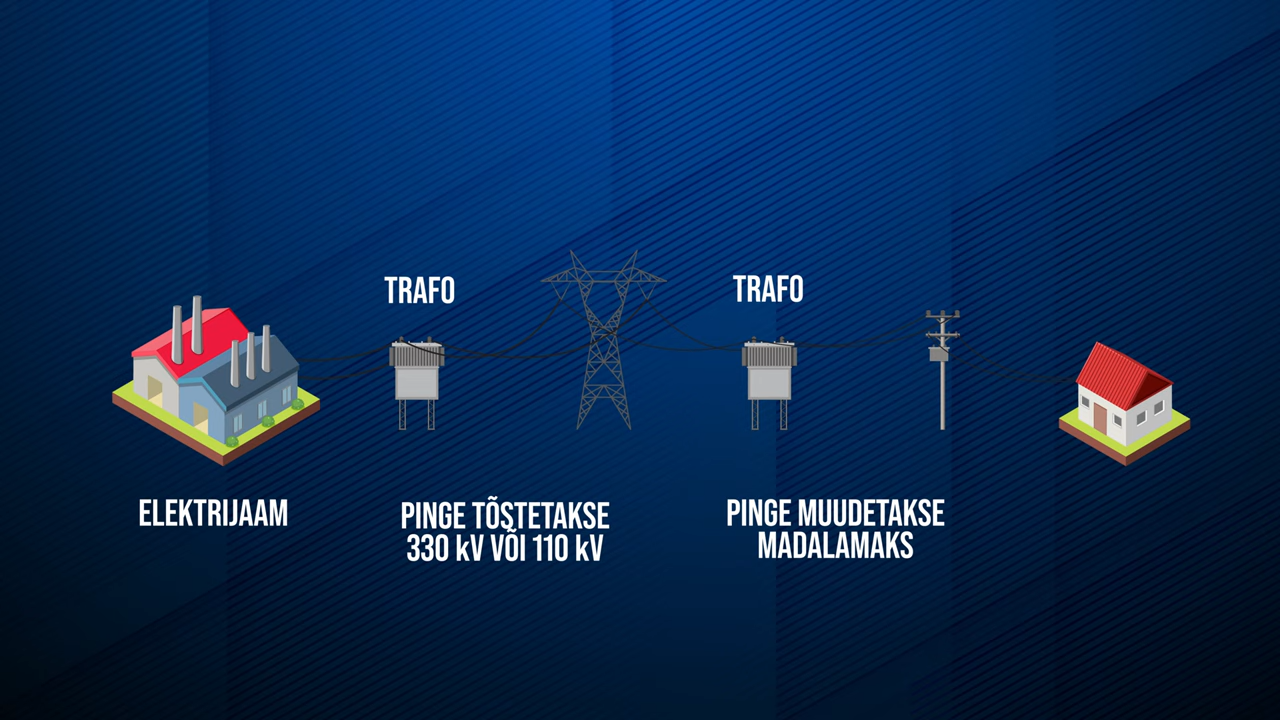 TRAFO
TRAFO
ELEKTRIJAAM
PINGE TÕSTETAKSE
330 kV VÕI 110 kV
PINGE MUUDETAKSE
MADALAMAKS